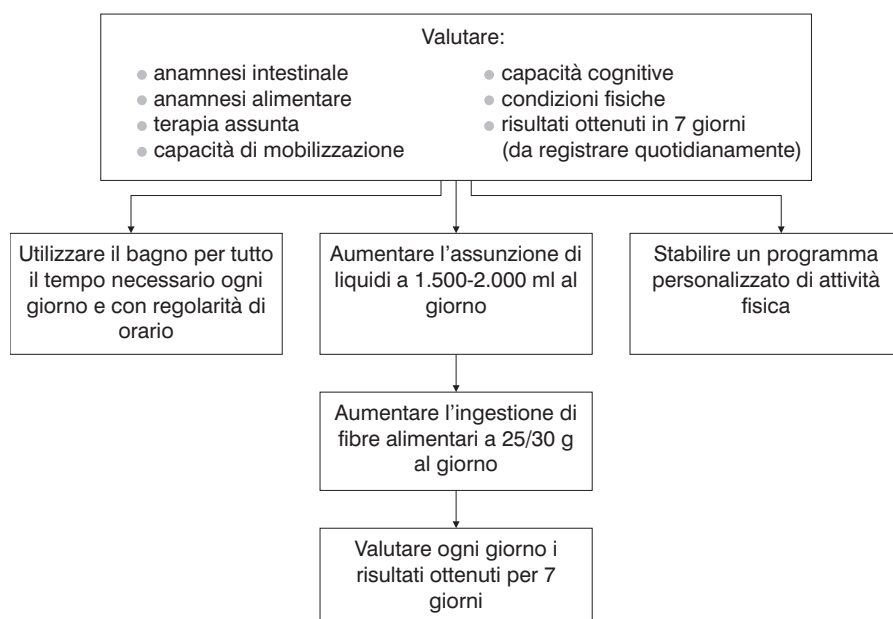 Valutare:
● anamnesi intestinale
● anamnesi alimentare
● terapia assunta
● capacità di mobilizzazione
● capacità cognitive
● condizioni fisiche
● risultati ottenuti in 7 giorni
(da registrare quotidianamente)
Utilizzare il bagno per tutto
il tempo necessario ogni
giorno e con regolarità di
orario
Aumentare l’assunzione di
liquidi a 1.500-2.000 ml al
giorno
Stabilire un programma
personalizzato di attività
fisica
Aumentare l’ingestione di
fibre alimentari a 25/30 g
al giorno
Valutare ogni giorno i
risultati ottenuti per 7
giorni